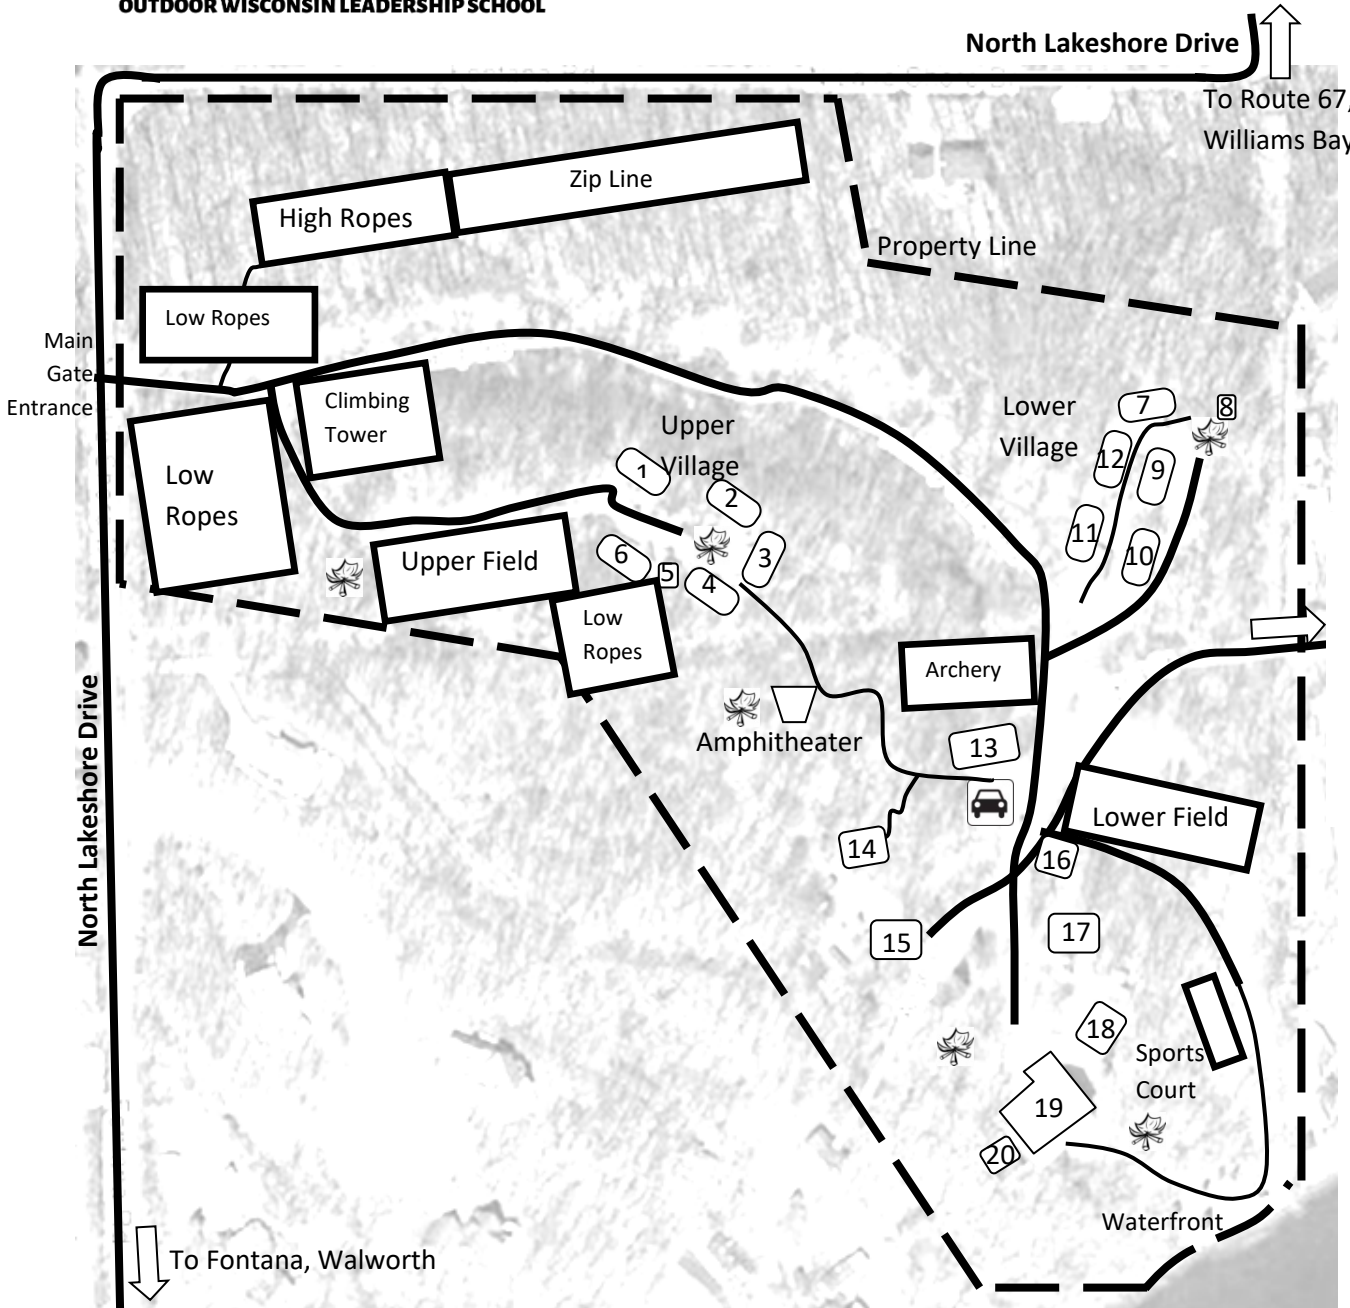 OUTDOOR WISCONSIN LEADERSHIP SCHOOL
North Lakeshore Drive
To Route 67,
Williams Bay
Zip Line
High Ropes
Property Line
Low Ropes
Main
Gate
Entrance
Climbing
Tower
Low
Ropes
Upper
Village
Lower
Village
7
8
12
9
11
10
1
2
3
6
5
4
Upper Field
Low
Ropes
Archery
Amphitheater
13
14
Lower Field
16
15
17
18
Sports
Court
19
20
Waterfront
North Lakeshore Drive
To Fontana, Walworth